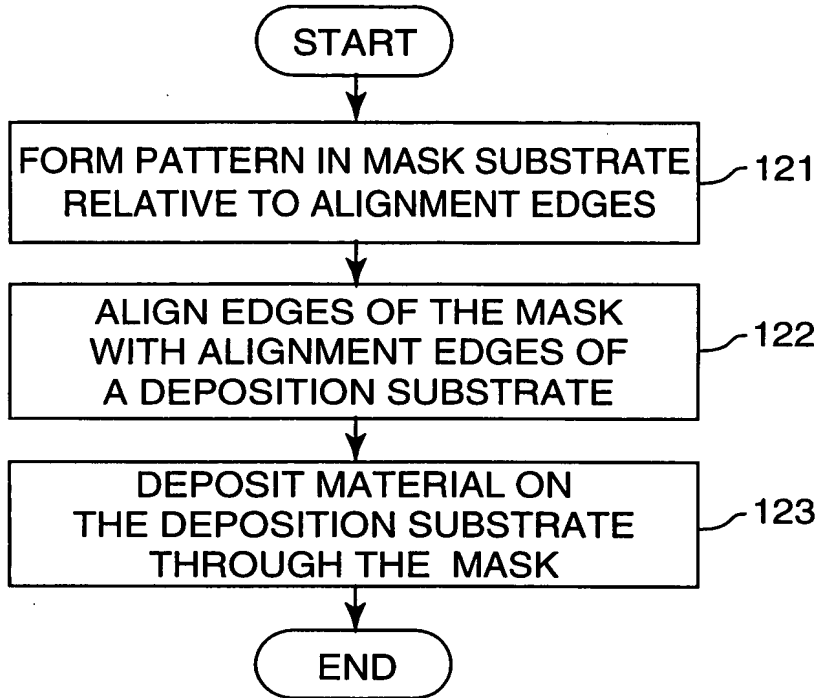 START
FORM PATTERN IN MASK SUBSTRATE
RELATIVE TO ALIGNMENT EDGES
121
ALIGN EDGES OF THE MASK
WITH ALIGNMENT EDGES OF
A DEPOSITION SUBSTRATE
122
DEPOSIT MATERIAL ON
THE DEPOSITION SUBSTRATE
THROUGH THE MASK
123
END